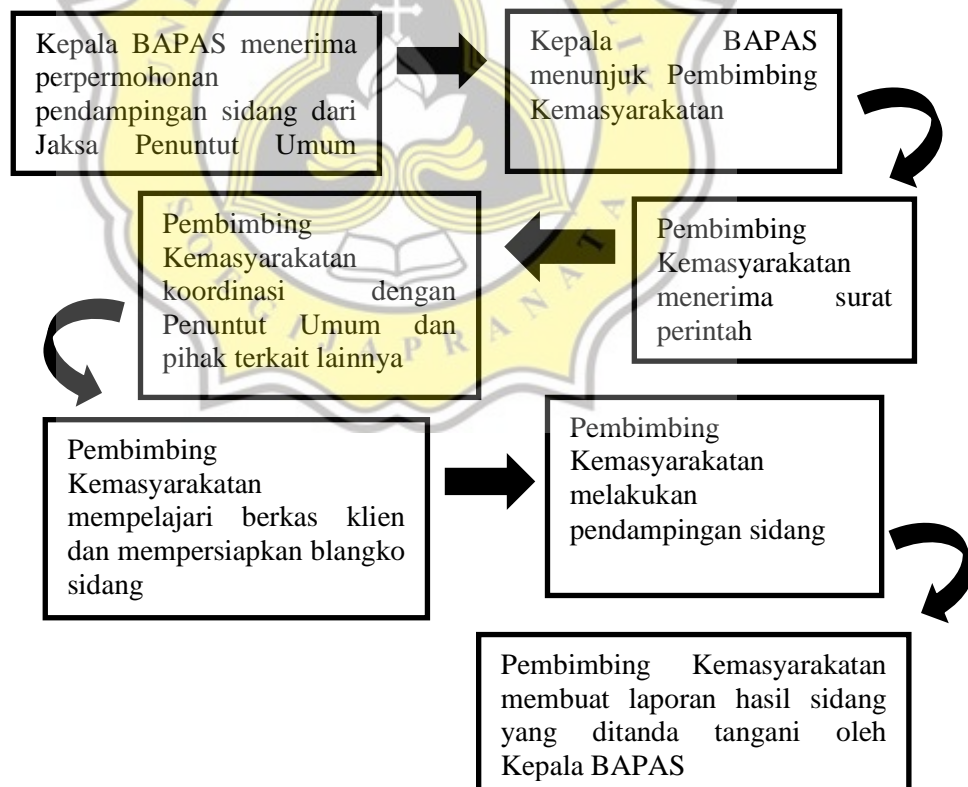 Kepala BAPAS menerima
perpermohonan
pendampingan sidang dari
Jaksa Penuntut Umum
Kepala BAPAS
menunjuk Pembimbing
Kemasyarakatan
Pembimbing
Kemasyarakatan
menerima surat
perintah
Pembimbing
Kemasyarakatan
koordinasi dengan
Penuntut Umum dan
pihak terkait lainnya
Pembimbing
Kemasyarakatan
mempelajari berkas klien
dan mempersiapkan blangko
sidang
Pembimbing
Kemasyarakatan
melakukan
pendampingan sidang
Pembimbing Kemasyarakatan
membuat laporan hasil sidang
yang ditanda tangani oleh
Kepala BAPAS
SOEGIJAPRANATA